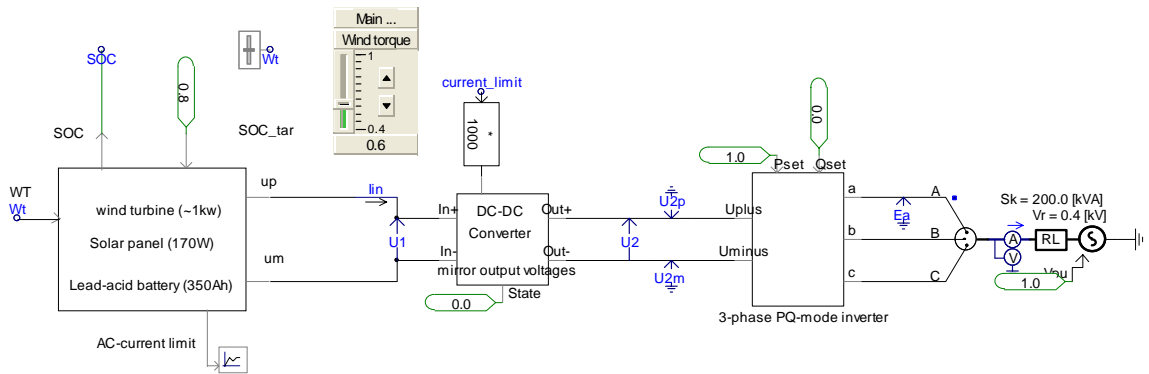 Main ...
Wind torque
1
0.4
0.6
SOC
Wt
0.8
SOC
SOC_tar
current_limit
*
1000
0.0
1.0
Pset
Qset
WT
Wt
wind turbine (~1kw)
Solar panel (170W)
Lead-acid battery (350Ah)
up
um
Iin
U1
In+
In-
DC-DC
Converter
mirror output voltages
Out+
Out-
State
0.0
U2p
U2
U2m
Uplus
Uminus
a
b
c
Ea
A
B
C
Sk = 200.0 [kVA]
Vr = 0.4 [kV]
A
V
RL
Vpu
1.0
3-phase PQ-mode inverter
AC-current limit